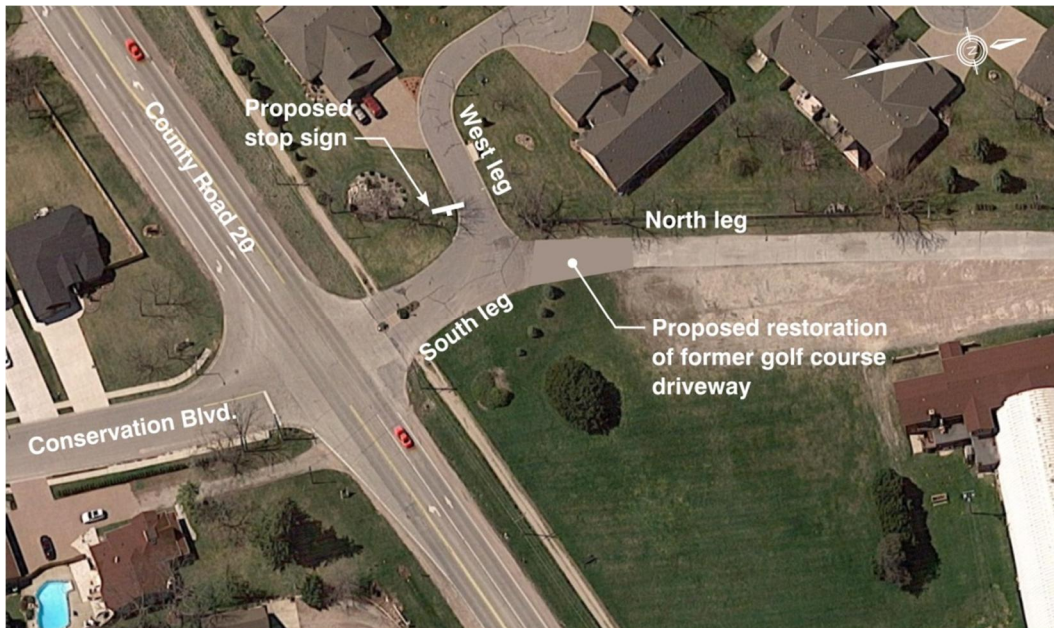 County Road 20
Proposed
stop sign
West leg
N
North leg
South leg
Proposed restoration
of former golf course
driveway
Conservation Blvd.